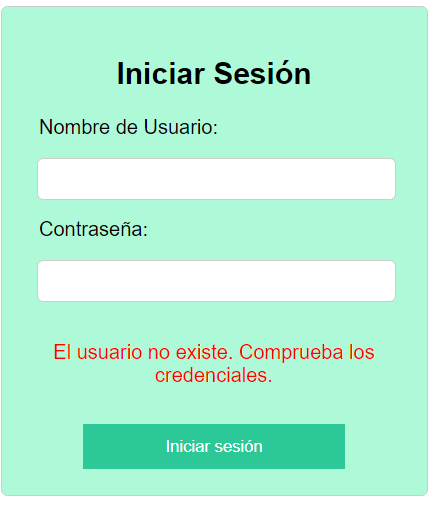 Iniciar Sesión
Nombre de Usuario:
Contraseña:
El usuario no existe. Comprueba los
credenciales.
Iniciar sesión